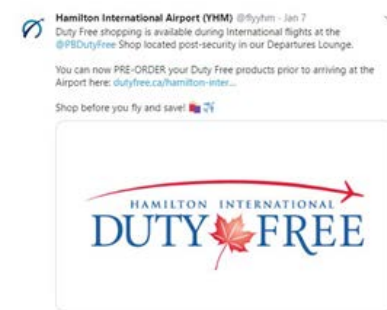 Hamilton International Airport (YHM) @flyyhm · Jan 7
Duty Free shopping is available during International flights at the
@PBDutyFree Shop located post-security in our Departures Lounge.
You can now PRE-ORDER your Duty Free products prior to arriving at the
Airport here: dutyfree.ca/hamilton-inter...
Shop before you fly and save!
HAMILTON INTERNATIONAL
DUTY FREE